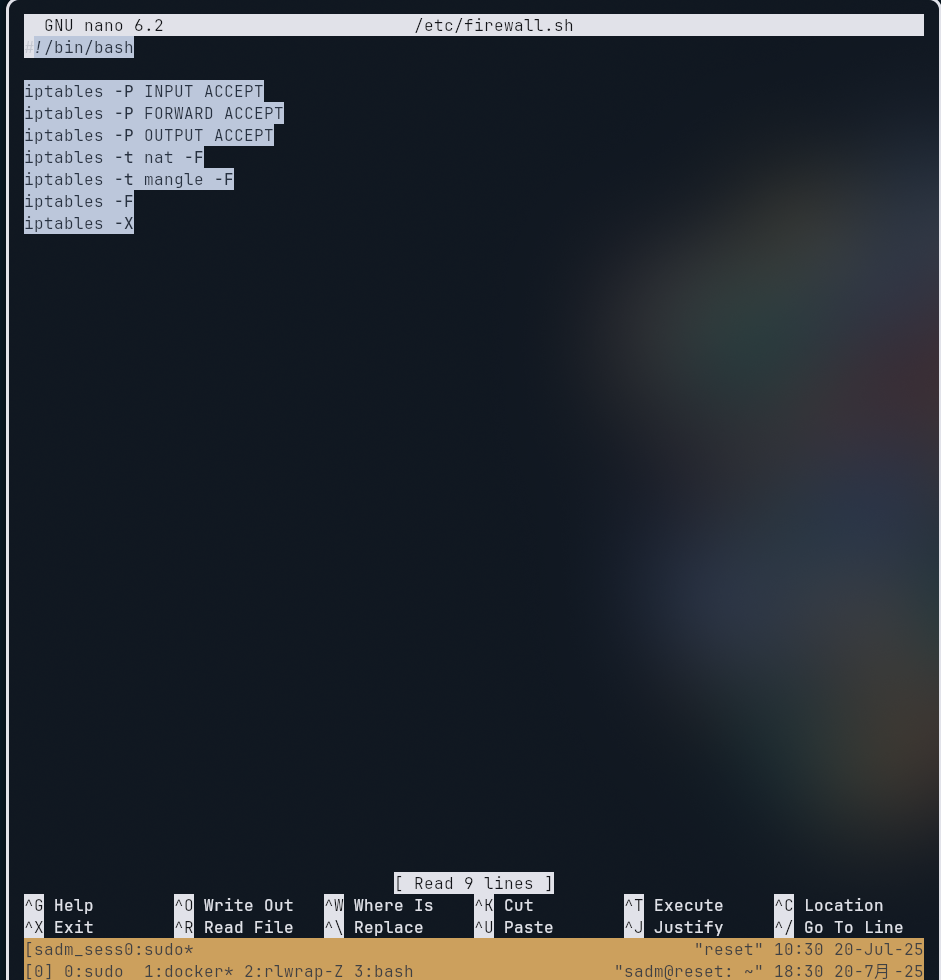 GNU nano 6.2 /etc/firewall.sh
#!/bin/bash
iptables -P INPUT ACCEPT
iptables -P FORWARD ACCEPT
iptables -P OUTPUT ACCEPT
iptables -t nat -F
iptables -t mangle -F
iptables -F
iptables -X
[ Read 9 lines ]
^G Help ^O Write Out ^W Where Is ^K Cut ^T Execute ^C Location
^X Exit ^R Read File ^\ Replace ^U Paste ^J Justify ^/ Go To Line
[sadm_sess0:sudo* "reset" 10:30 20-Jul-25
[0] 0:sudo 1:docker* 2:rlwrap-Z 3:bash "sadm@reset: ~" 18:30 20-7月-25